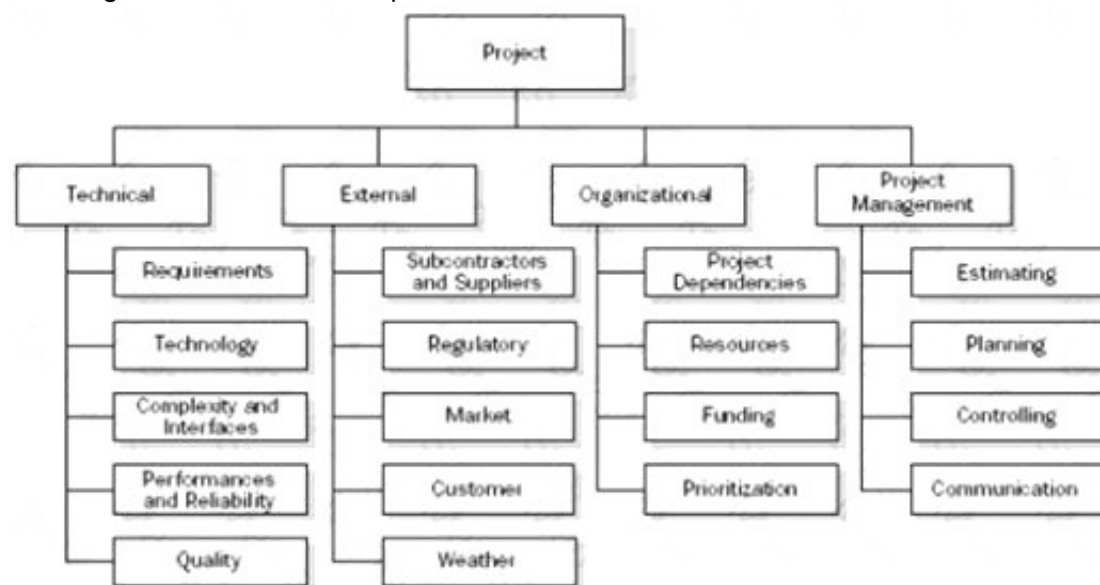 Project
Technical
External
Organizational
Project
Management
Requirements
Technology
Complexity and
Interfaces
Performances
and Reliability
Quality
Subcontractors
and Suppliers
Regulatory
Market
Customer
Weather
Project
Dependencies
Resources
Funding
Prioritization
Estimating
Planning
Controlling
Communication